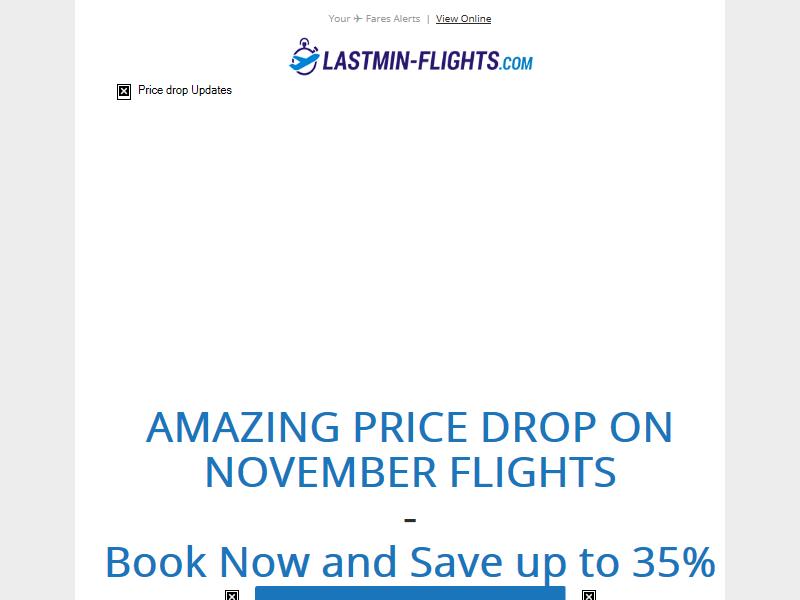 Your ✈ Fares Alerts | View Online
LASTMIN-FLIGHTS.COM
Price drop Updates
AMAZING PRICE DROP ON
NOVEMBER FLIGHTS
–
Book Now and Save up to 35%